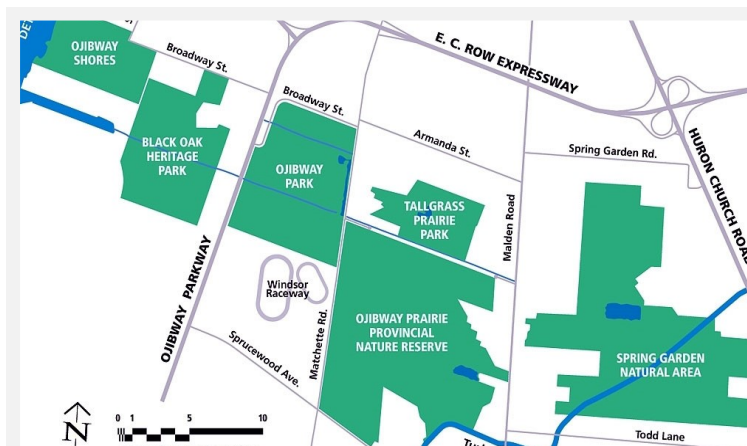 OJIBWAY
SHORES
Broadway St.
E. C. ROW EXPRESSWAY
Broadway St.
BLACK OAK
HERITAGE
PARK
OJIBWAY
PARK
Armanda St.
Spring Garden Rd.
HURON CHURCH ROAD
TALLGRASS
PRAIRIE
PARK
Malden Road
OJIBWAY PARKWAY
Windsor
Raceway
Matchette Rd.
OJIBWAY PRAIRIE
PROVINCIAL
NATURE RESERVE
Sprucewood Ave.
SPRING GARDEN
NATURAL AREA
N
0 1 5 10
Todd Lane